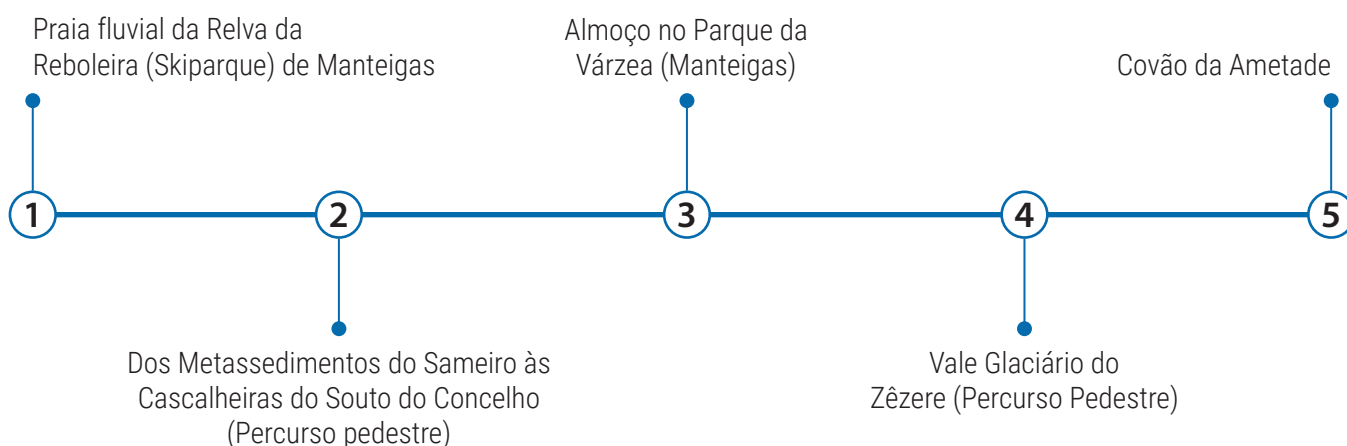 Praia fluvial da Relva da
Reboleira (Skiparque) de Manteigas
Almoço no Parque da
Várzea (Manteigas)
Covão da Ametade
1
2
3
4
5
Dos Metassedimentos do Sameiro às
Cascalheiras do Souto do Concelho
(Percurso pedestre)
Vale Glaciário do
Zêzere (Percurso Pedestre)